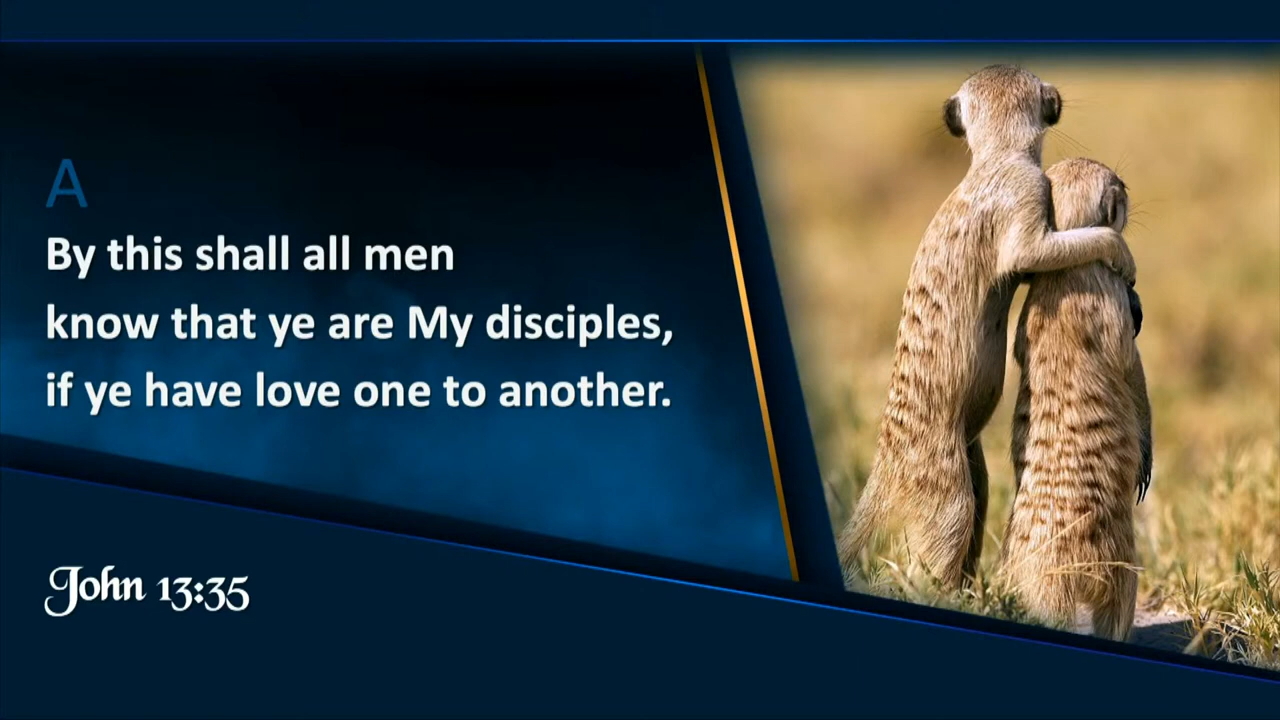 A
By this shall all men
know that ye are My disciples,
if ye have love one to another.
John 13:35